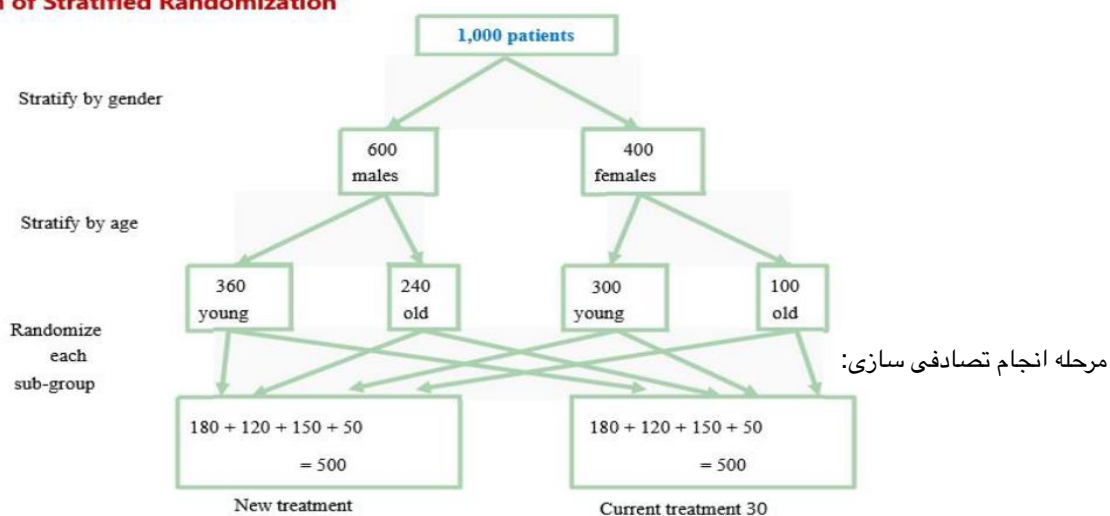 of Stratified Randomization
1,000 patients
Stratify by gender
600
males
400
females
Stratify by age
360
young
240
old
300
young
100
old
Randomize
each
sub-group
مرحله انجام تصادفی سازی:
180 + 120 + 150 + 50
= 500
180 + 120 + 150 + 50
= 500
New treatment
Current treatment 30